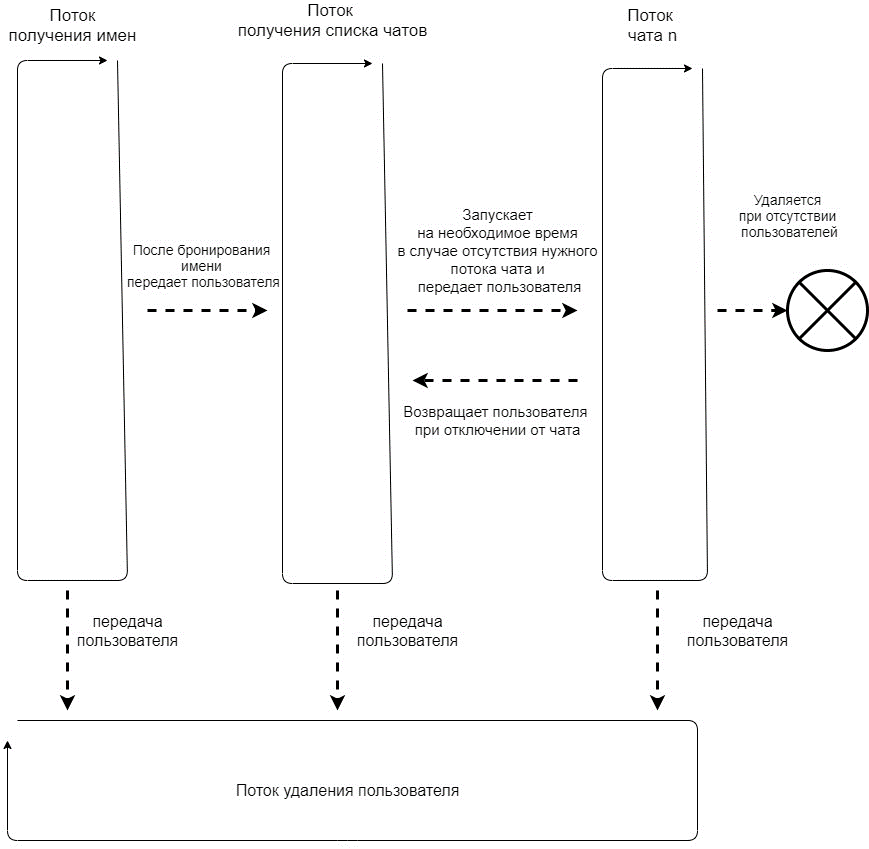 Поток
получения имен
Поток
получения списка чатов
Поток
чата n
После бронирования
имени
передает пользователя
Запускает
на необходимое время
в случае отсутствия нужного
потока чата и
передает пользователя
Удаляется
при отсутствии
пользователей
Возвращает пользователя
при отключении от чата
передача
пользователя
передача
пользователя
передача
пользователя
Поток удаления пользователя